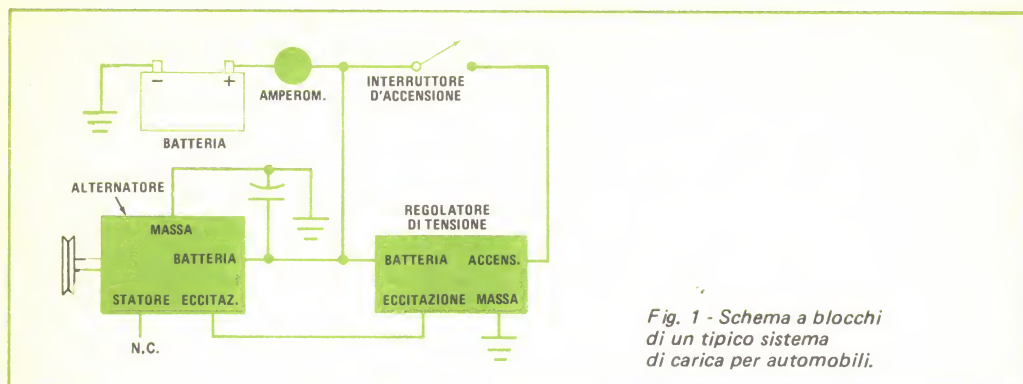 INTERRUTTORE
D'ACCENSIONE
AMPEROM.
- +
BATTERIA
ALTERNATORE
MASSA
BATTERIA
STATORE ECCITAZ.
N.C.
REGOLATORE
DI TENSIONE
BATTERIA ACCENS.
ECCITAZIONE MASSA
Fig. 1 - Schema a blocchi
di un tipico sistema
di carica per automobili.